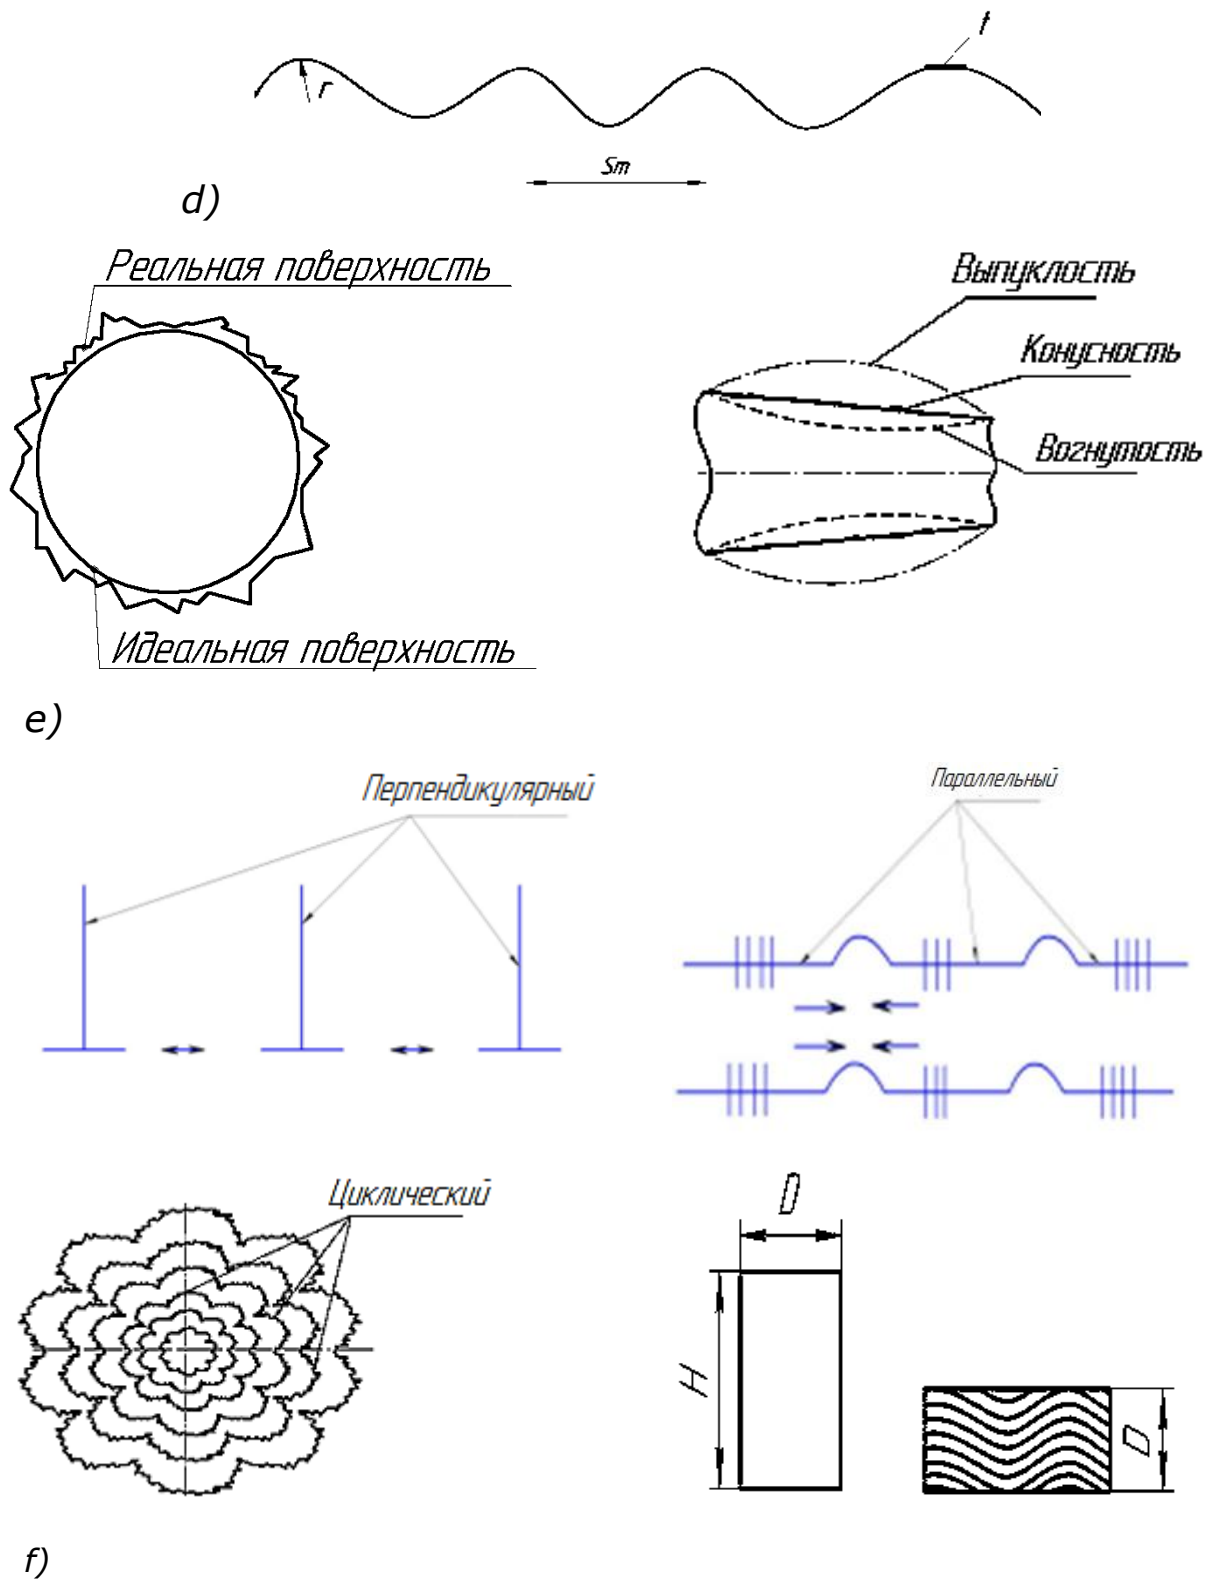 t
r
Sm
d)
Реальная поверхность
Выпуклость
Конусность
Вогнутость
Идеальная поверхность
e)
Перпендикулярный
Параллельный
Циклический
D
H
D
f)